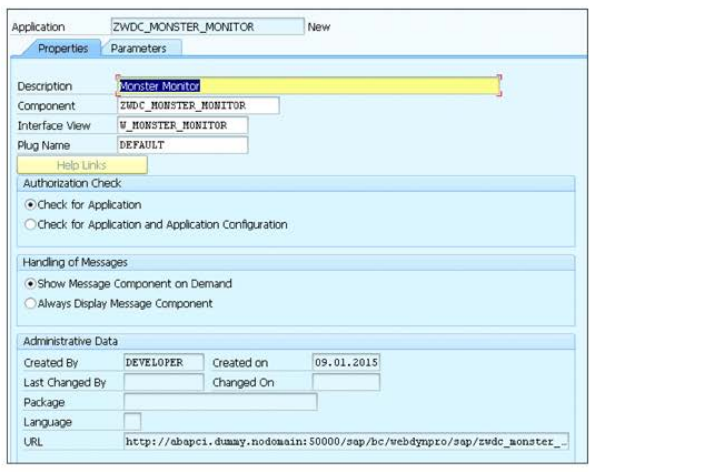 Application ZWDC_MONSTER_MONITOR New
Properties Parameters
Description Monster Monitor
Component ZWDC_MONSTER_MONITOR
Interface View W_MONSTER_MONITOR
Plug Name DEFAULT
Help Links
Authorization Check
Check for Application
Check for Application and Application Configuration
Handling of Messages
Show Message Component on Demand
Always Display Message Component
Administrative Data
Created By DEVELOPER Created on 09.01.2015
Last Changed By Changed On
Package
Language
URL http://abapci.dummy.nodomain:50000/sap/bc/webdynpro/sap/zwdc_monster_…